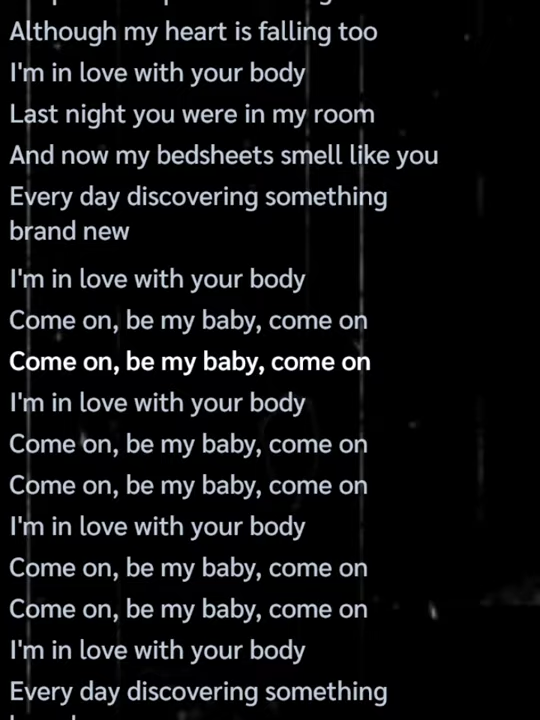 Although my heart is falling too
I'm in love with your body
Last night you were in my room
And now my bedsheets smell like you
Every day discovering something
brand new
I'm in love with your body
Come on, be my baby, come on
Come on, be my baby, come on
I'm in love with your body
Come on, be my baby, come on
Come on, be my baby, come on
I'm in love with your body
Come on, be my baby, come on
Come on, be my baby, come on
I'm in love with your body
Every day discovering something